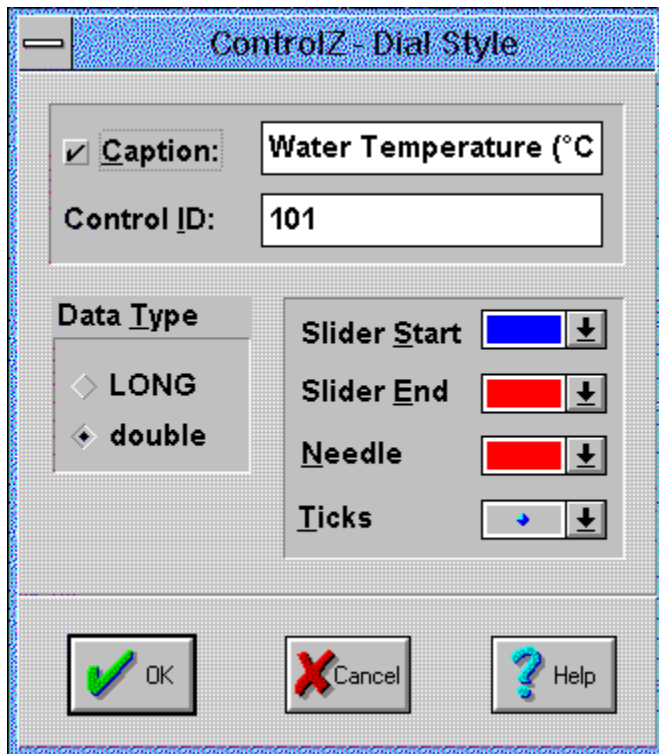 ControlZ - Dial Style
Caption:
Water Temperature (°C
Control ID:
101
Data Type
LONG
double
Slider Start
Slider End
Needle
Ticks
OK
Cancel
Help